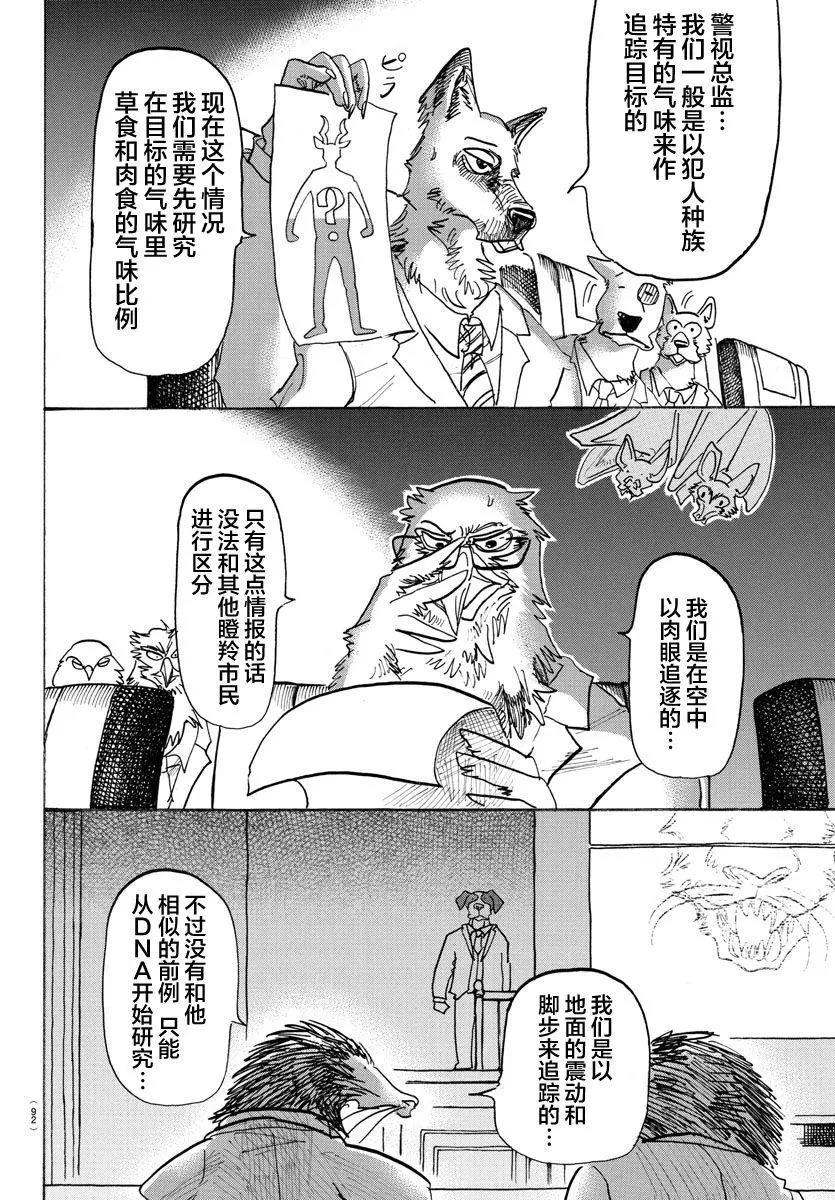 警视总监…
我们一般是以犯人种族
特有的气味来作
追踪目标的
ピラ
现在这个情况
我们需要先研究
在目标的气味里
草食和肉食的气味比例
?
我们是在空中
以肉眼追逐的…
只有这点情报的话
没法和其他瞪羚市民
进行区分
我们是以
地面的震动和
脚步来追踪的…
不过没有和他
相似的前例 只能
从DNA开始研究…
92